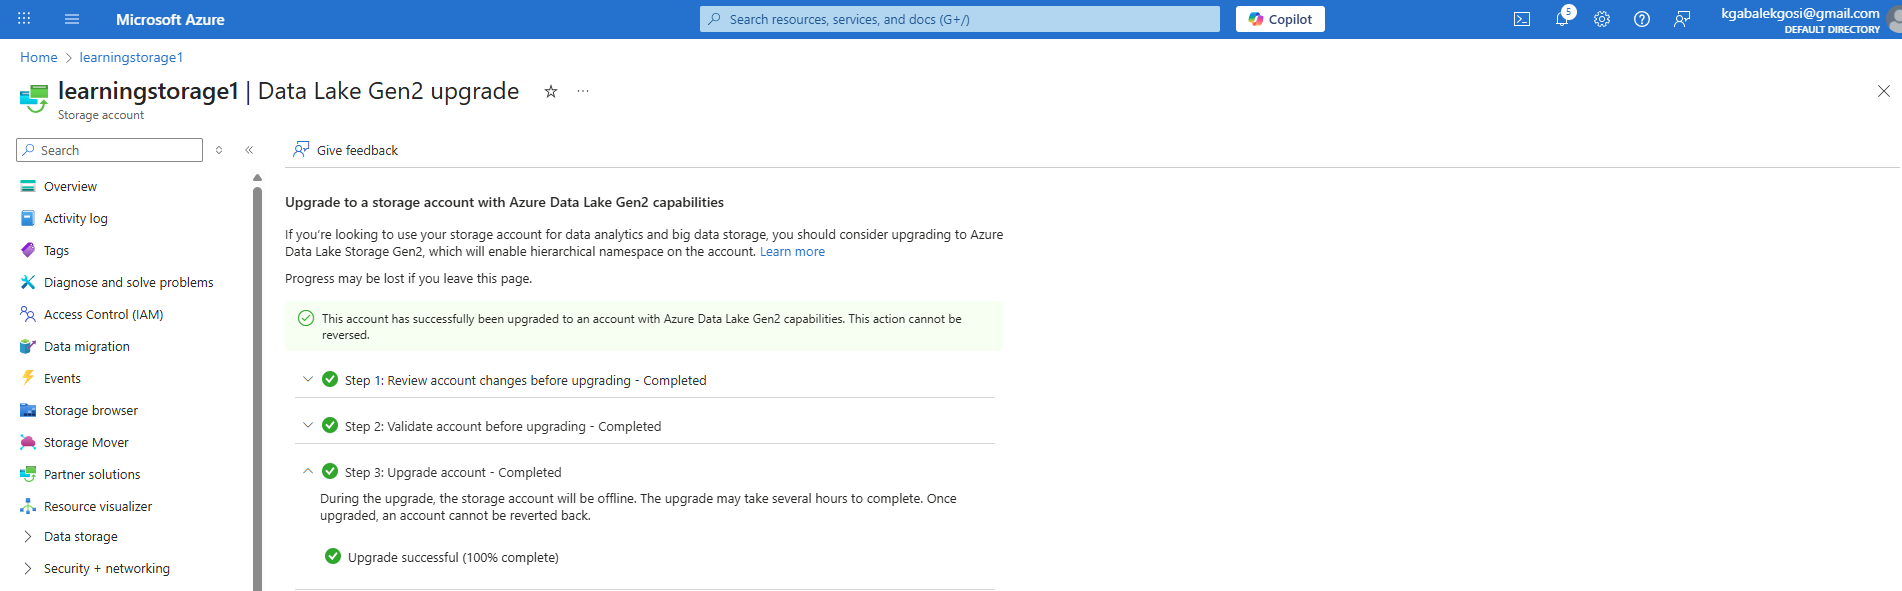 Microsoft Azure
Search resources, services, and docs (G+/)
Copilot
5
kgabalekgosi@gmail.com
DEFAULT DIRECTORY
Home > learningstorage1
learningstorage1 | Data Lake Gen2 upgrade
Storage account
Search
Give feedback
Overview
Activity log
Tags
Diagnose and solve problems
Access Control (IAM)
Data migration
Events
Storage browser
Storage Mover
Partner solutions
Resource visualizer
Data storage
Security + networking
Upgrade to a storage account with Azure Data Lake Gen2 capabilities
If you're looking to use your storage account for data analytics and big data storage, you should consider upgrading to Azure
Data Lake Storage Gen2, which will enable hierarchical namespace on the account. Learn more
Progress may be lost if you leave this page.
This account has successfully been upgraded to an account with Azure Data Lake Gen2 capabilities. This action cannot be
reversed.
Step 1: Review account changes before upgrading - Completed
Step 2: Validate account before upgrading - Completed
Step 3: Upgrade account - Completed
During the upgrade, the storage account will be offline. The upgrade may take several hours to complete. Once
upgraded, an account cannot be reverted back.
Upgrade successful (100% complete)